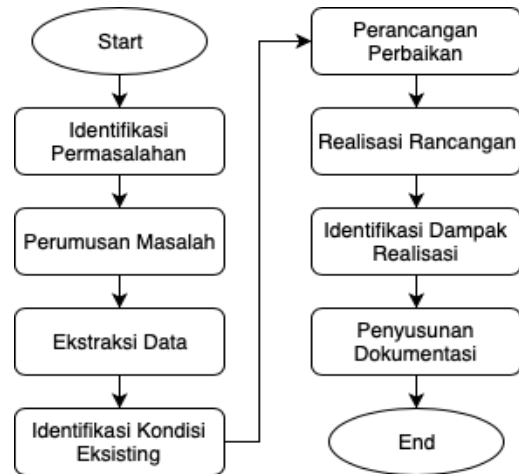 Start
Identifikasi
Permasalahan
Perumusan Masalah
Ekstraksi Data
Identifikasi Kondisi
Eksisting
Perancangan
Perbaikan
Realisasi Rancangan
Identifikasi Dampak
Realisasi
Penyusunan
Dokumentasi
End